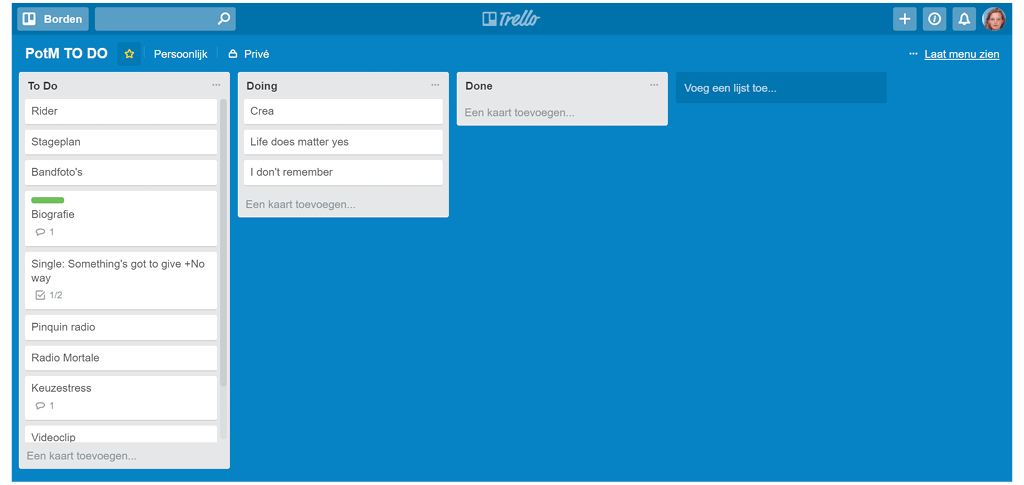 Borden
Trello
PotM TO DO
Persoonlijk
Privé
Laat menu zien
To Do
Rider
Stageplan
Bandfoto's
Biografie
1
Single: Something's got to give +No
way
1/2
Pinquin radio
Radio Mortale
Keuzestress
1
Videoclip
Een kaart toevoegen...
Doing
Crea
Life does matter yes
I don't remember
Een kaart toevoegen...
Done
Een kaart toevoegen...
Voeg een lijst toe...